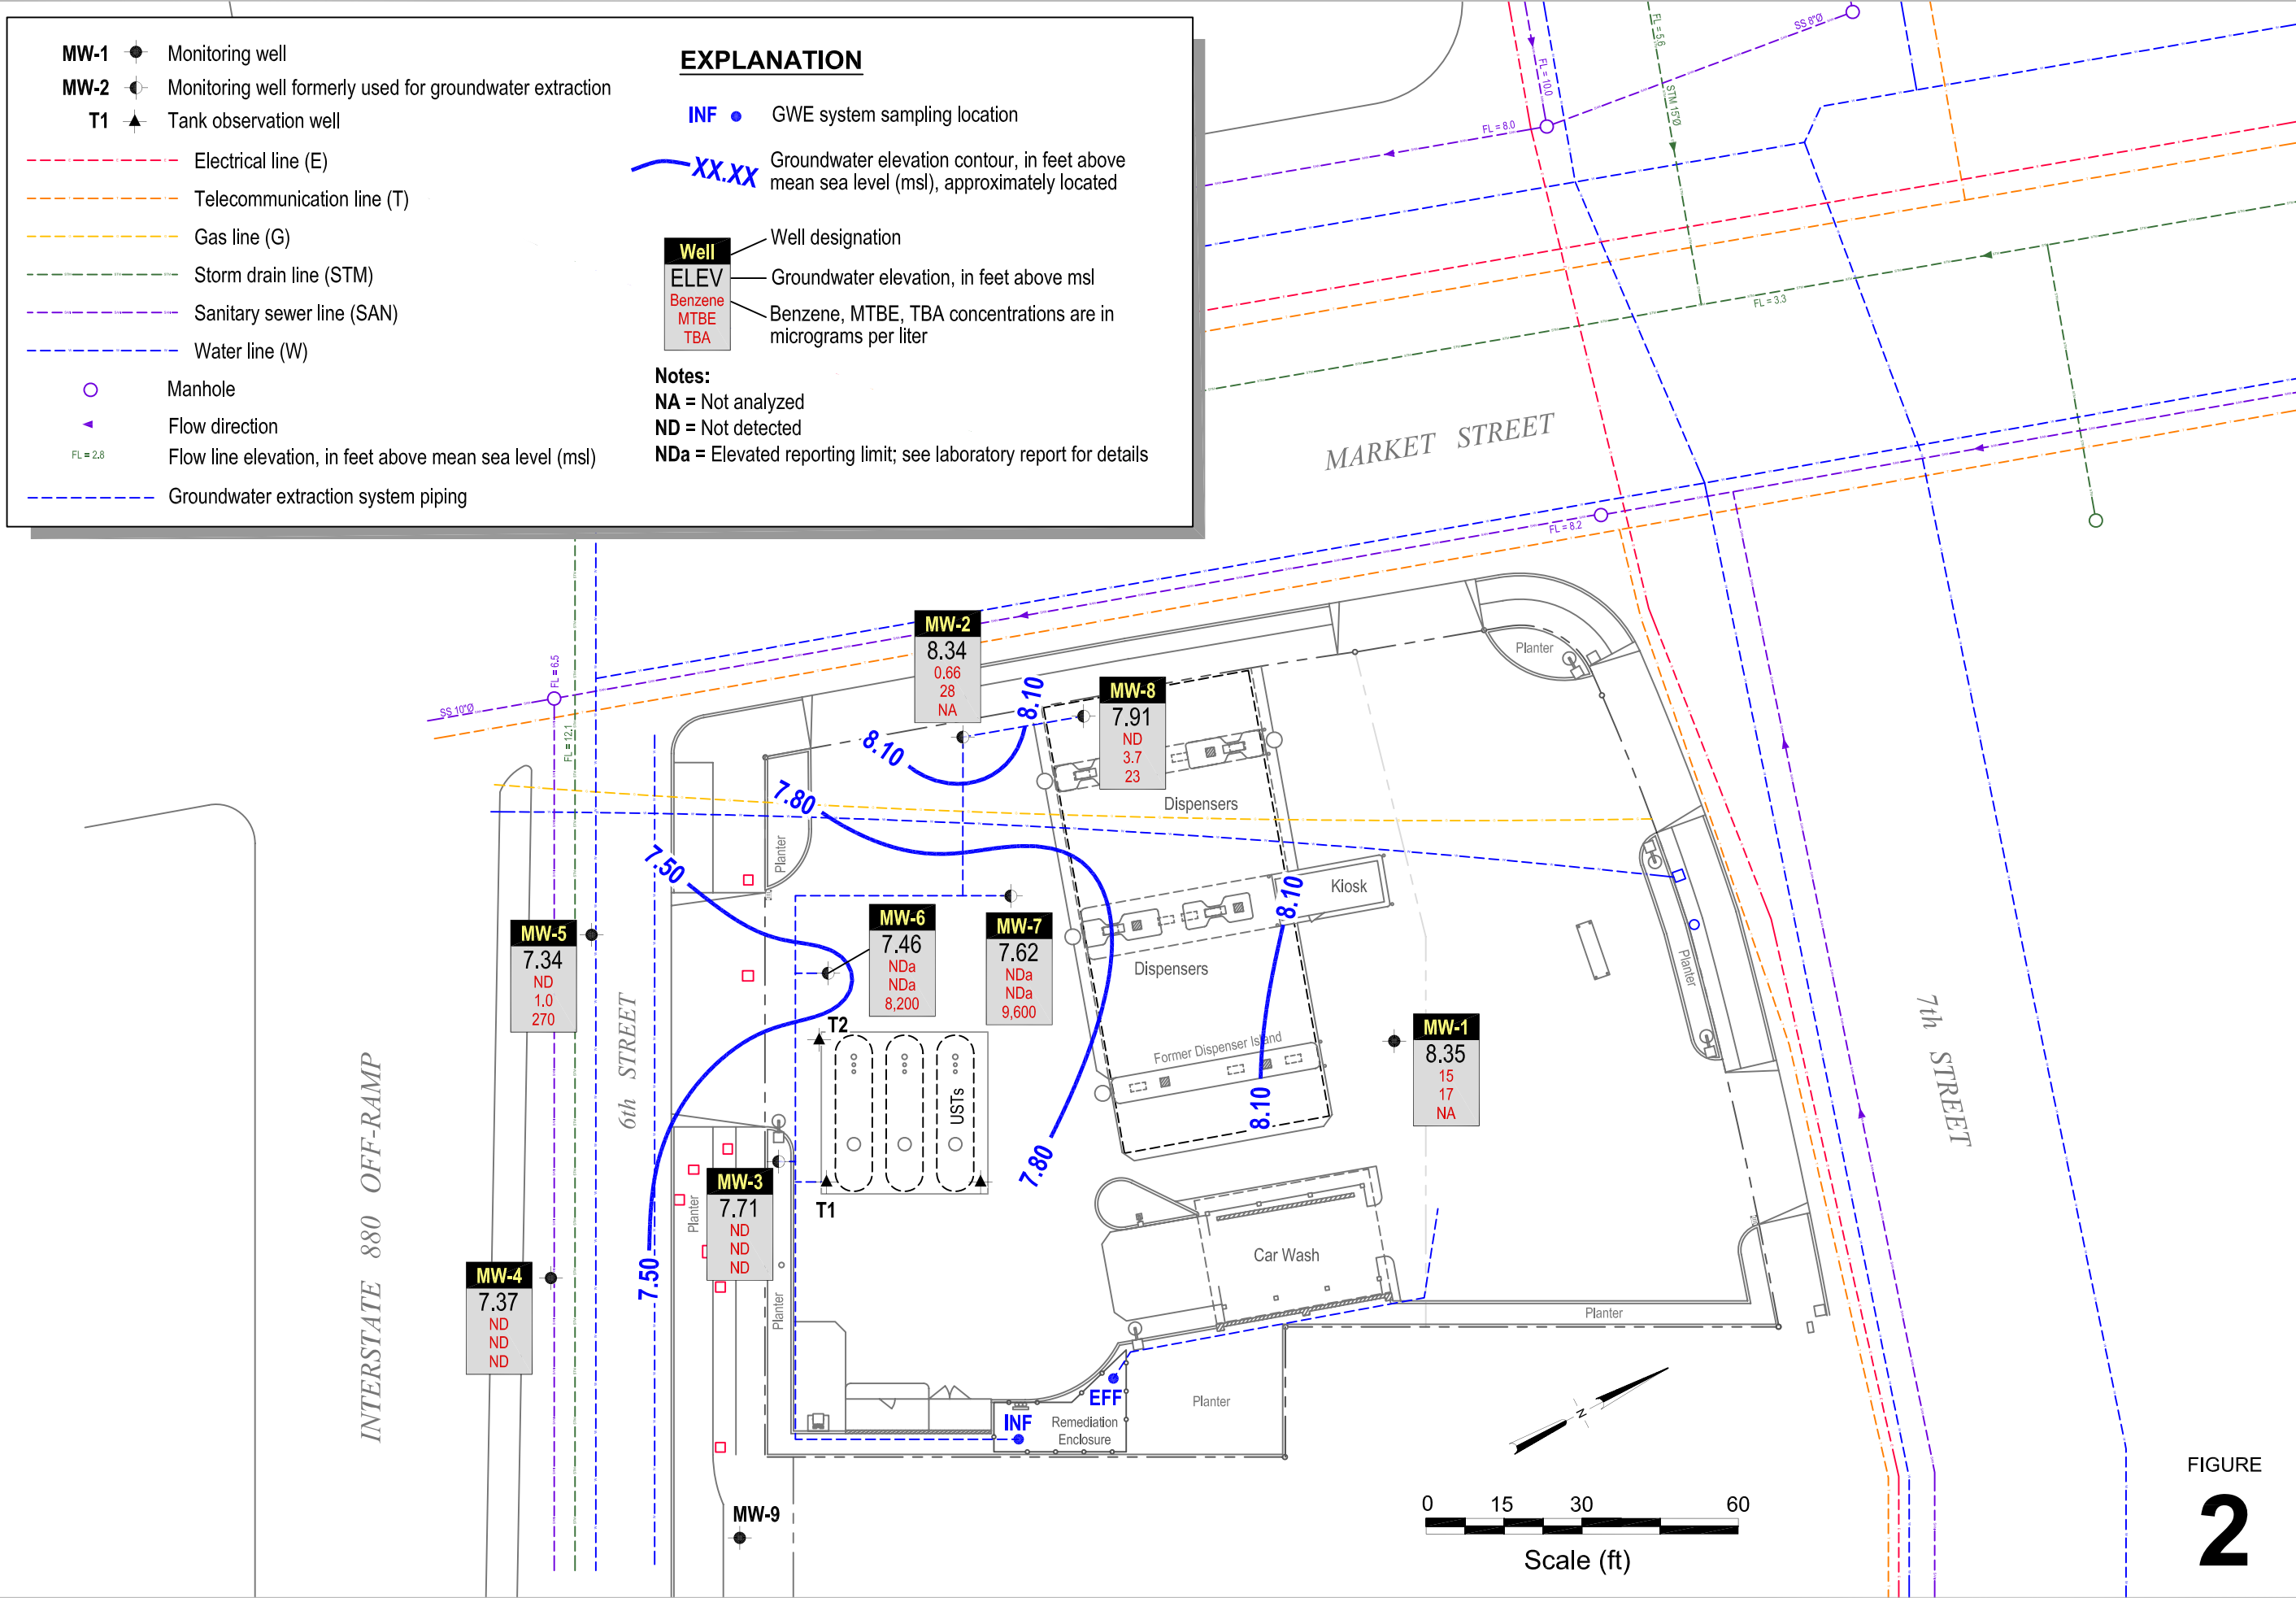 MW-1 Monitoring well
MW-2 Monitoring well formerly used for groundwater extraction
T1 Tank observation well
Electrical line (E)
Telecommunication line (T)
Gas line (G)
Storm drain line (STM)
Sanitary sewer line (SAN)
Water line (W)
Manhole
Flow direction
FL = 2.8 Flow line elevation, in feet above mean sea level (msl)
Groundwater extraction system piping
EXPLANATION
INF GWE system sampling location
XX.XX Groundwater elevation contour, in feet above
mean sea level (msl), approximately located
Well
ELEV
Benzene
MTBE
TBA
Well designation
Groundwater elevation, in feet above msl
Benzene, MTBE, TBA concentrations are in
micrograms per liter
Notes:
NA = Not analyzed
ND = Not detected
NDa = Elevated reporting limit; see laboratory report for details
SS 8"Ø
FL = 5.6
FL = 10.0
STM 15"Ø
FL = 8.0
FL = 3.3
MARKET STREET
FL = 8.2
FL = 6.5
SS 10"Ø
FL = 12.1
MW-2
8.34
0.66
28
NA
MW-8
7.91
ND
3.7
23
8.10
8.10
Planter
7.80
Dispensers
Planter
7.50
Kiosk
8.10
MW-5
7.34
ND
1.0
270
MW-6
7.46
NDa
NDa
8,200
MW-7
7.62
NDa
NDa
9,600
Dispensers
Planter
6th STREET
7th STREET
T2
Former Dispenser Island
MW-1
8.35
15
17
NA
USTs
8.10
7.80
INTERSTATE 880 OFF-RAMP
MW-3
7.71
ND
ND
ND
T1
Planter
Planter
Car Wash
7.50
MW-4
7.37
ND
ND
ND
Planter
EFF
INF
Remediation
Enclosure
Planter
N
MW-9
0 15 30 60
Scale (ft)
FIGURE
2